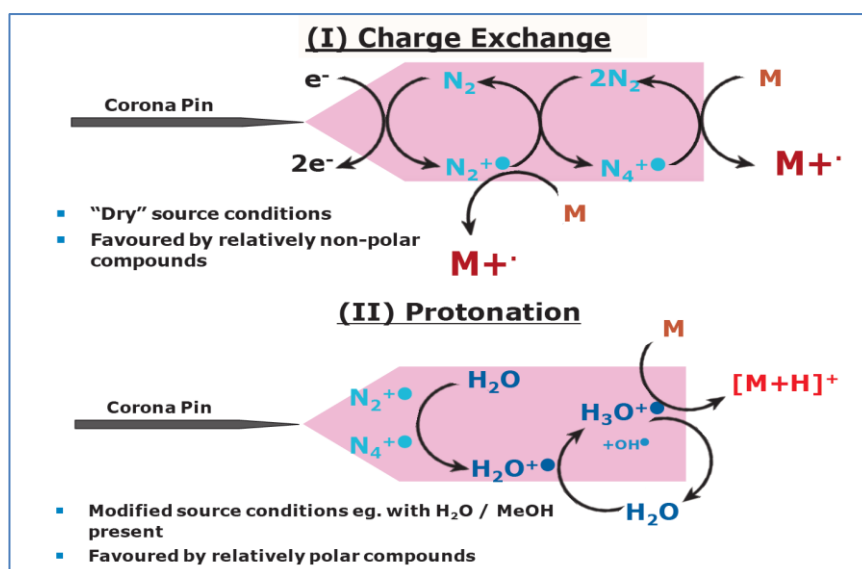 (I) Charge Exchange
e⁻ N₂ 2N₂ M
Corona Pin
2e⁻ N₂⁺● N₄⁺● M+·
M
"Dry" source conditions
Favoured by relatively non-polar
compounds
M+·
(II) Protonation
M
N₂⁺● H₂O [M+H]⁺
Corona Pin H₃O⁺●
N₄⁺● +OH●
H₂O⁺●
H₂O
Modified source conditions eg. with H₂O / MeOH
present
Favoured by relatively polar compounds